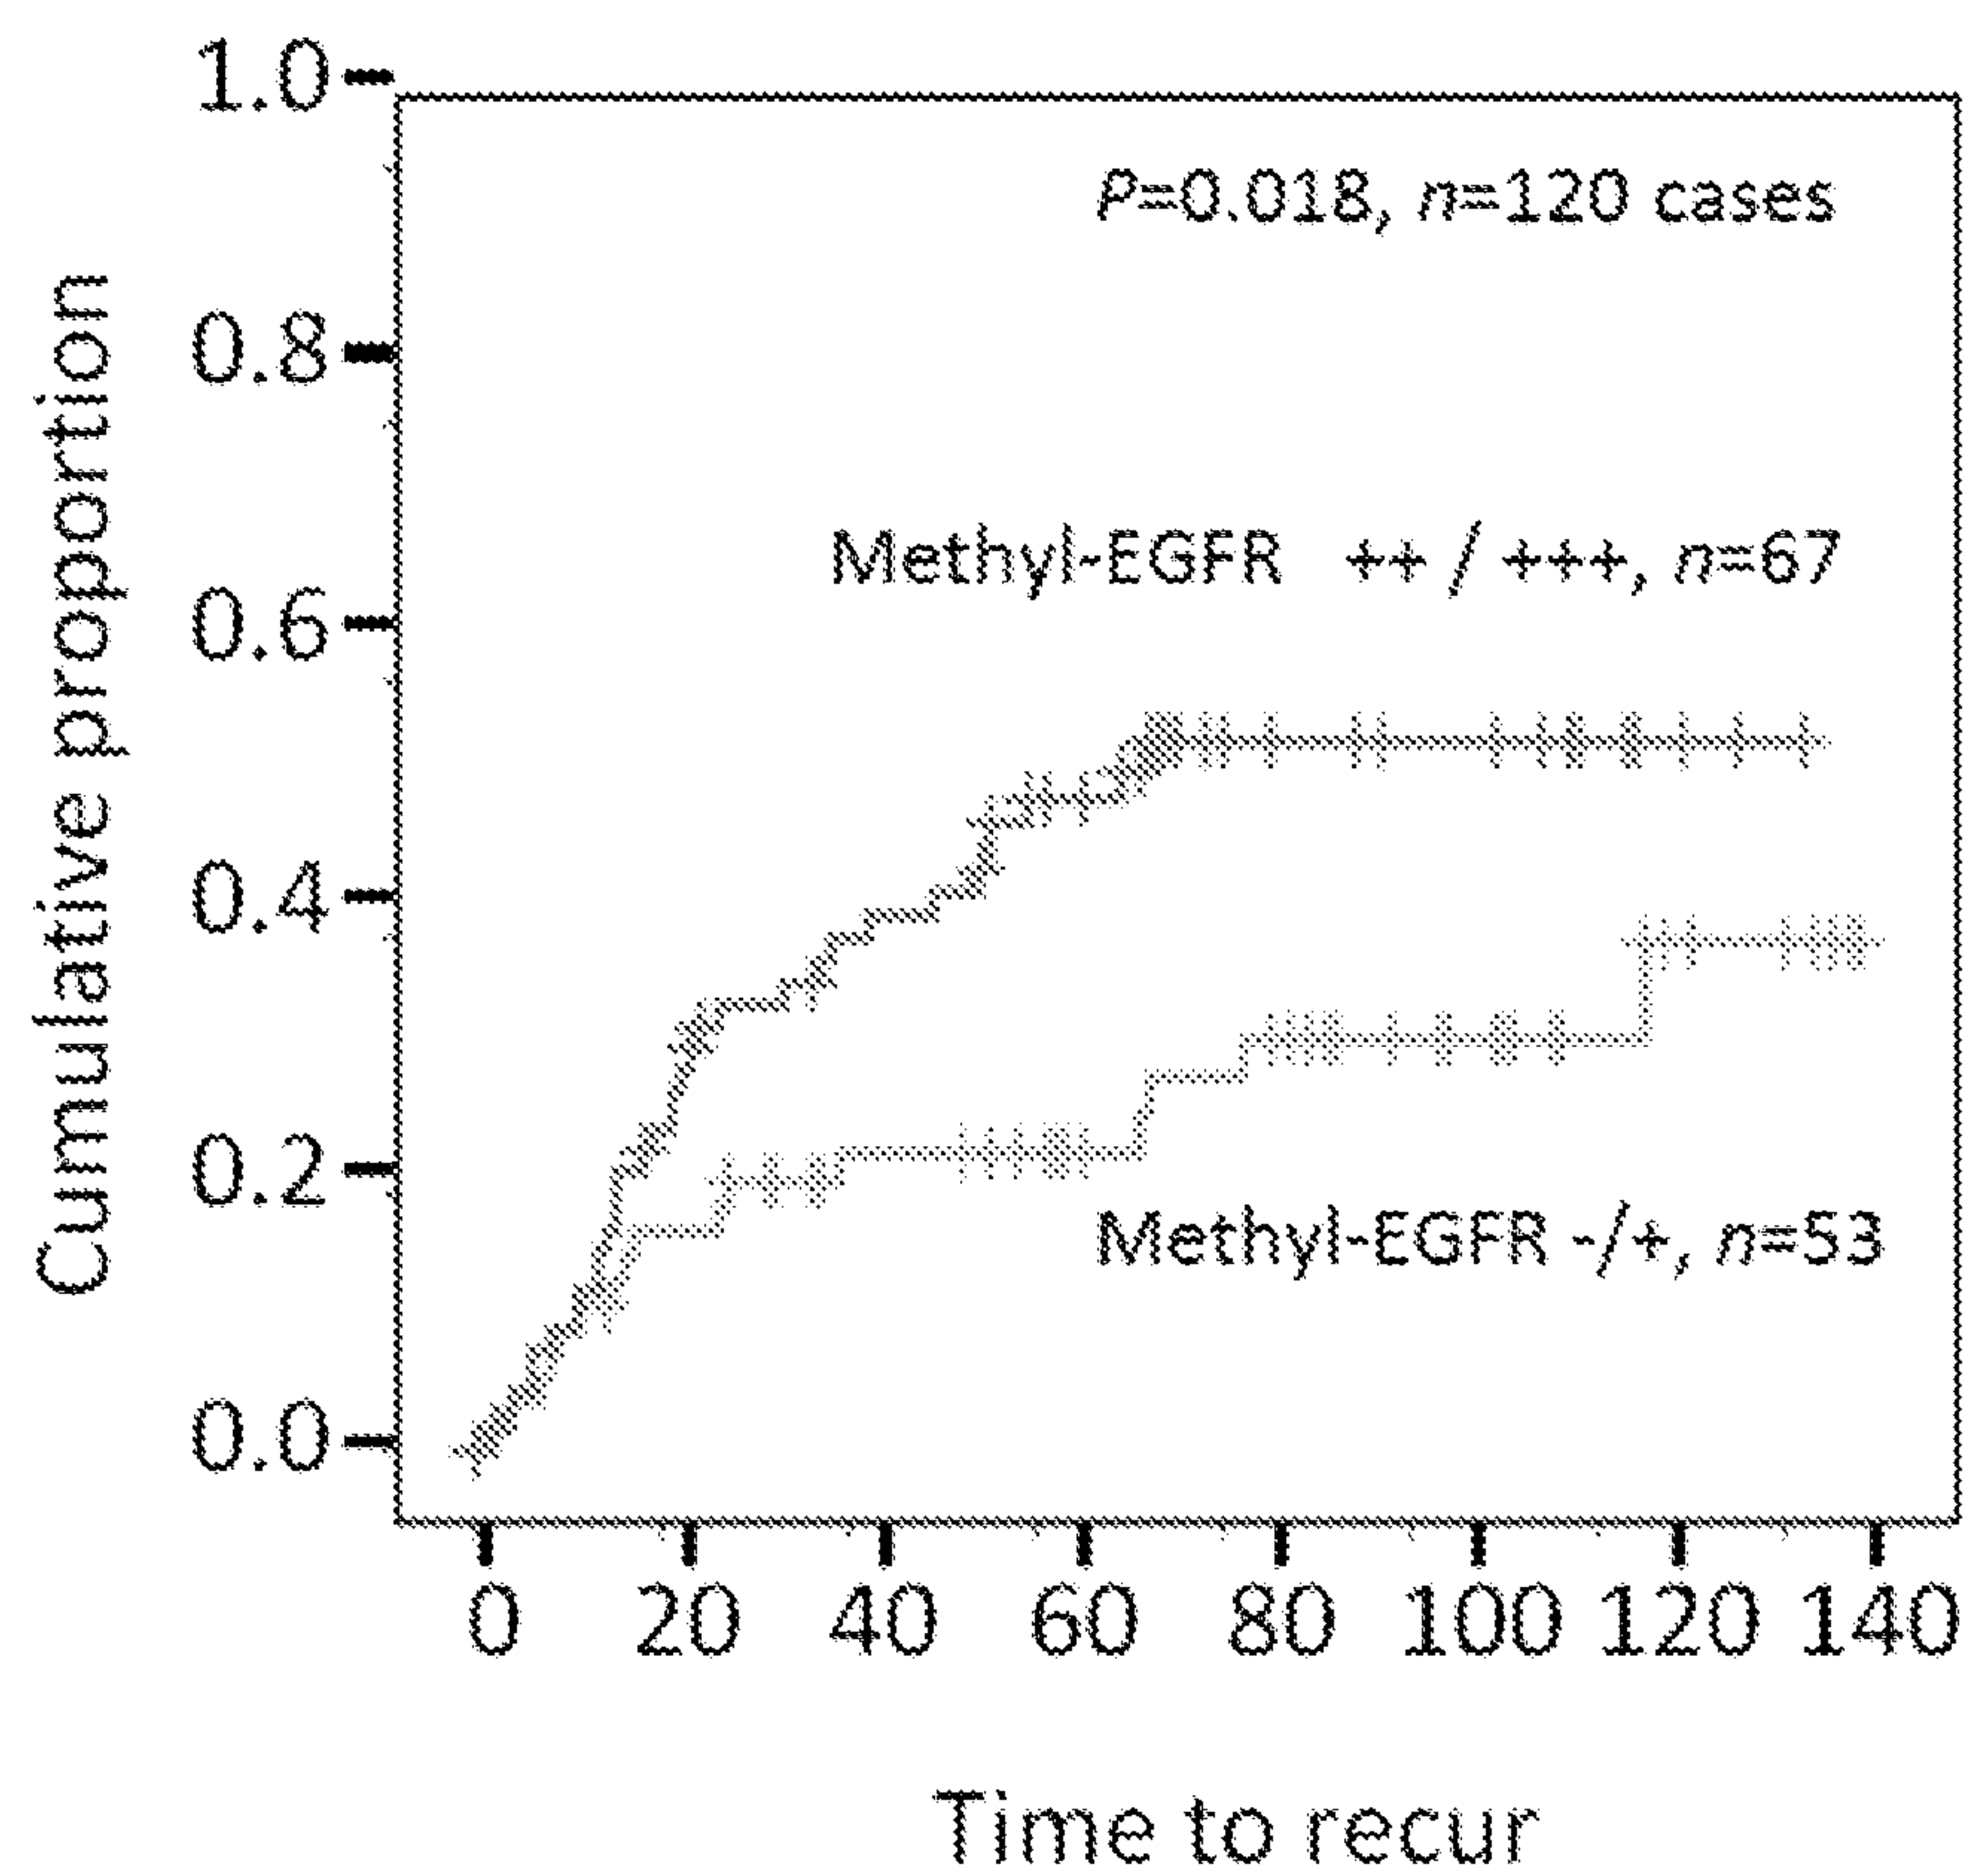 1.0
P=0.018, n=120 cases
0.8
Methyl-EGFR ++ / +++, n=67
0.6
Cumulative proportion
0.4
0.2
Methyl-EGFR -/+, n=53
0.0
0 20 40 60 80 100 120 140
Time to recur